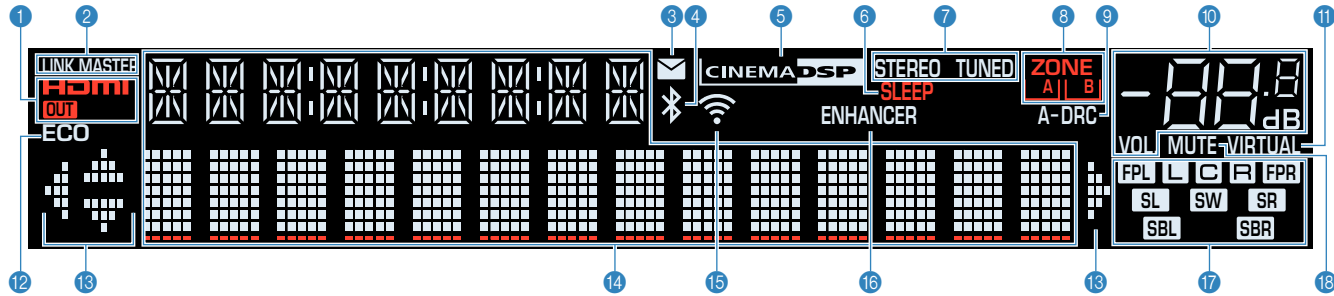 1 2 3 4 5 6 7 8 9 10 11
LINK MASTER
HDMI
OUT
ECO
CINEMA DSP
STEREO TUNED
SLEEP
ENHANCER
ZONE
A B
A-DRC
-88.8
dB
VOL. MUTE VIRTUAL
FPL L C R FPR
SL SW SR
SBL SBR
12 13 14 15 16 13 17 18